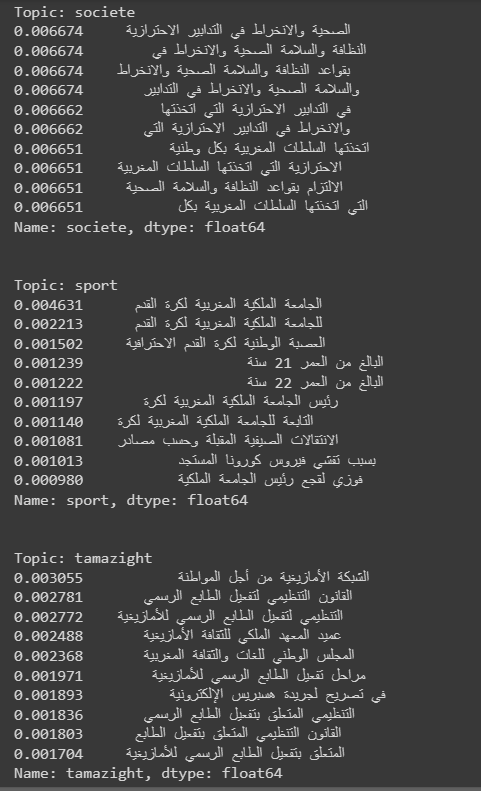 Topic: societe
0.006674 الصحية والانخراط في التدابير الاحترازية
0.006674 النظافة والسلامة الصحية والانخراط في
0.006674 بقواعد النظافة والسلامة الصحية والانخراط
0.006674 والسلامة الصحية والانخراط في التدابير
0.006662 في التدابير الاحترازية التي اتخذتها
0.006662 والانخراط في التدابير الاحترازية التي
0.006651 اتخذتها السلطات المغربية بكل وطنية
0.006651 الاحترازية التي اتخذتها السلطات المغربية
0.006651 الالتزام بقواعد النظافة والسلامة الصحية
0.006651 التي اتخذتها السلطات المغربية بكل
Name: societe, dtype: float64
Topic: sport
0.004631 الجامعة الملكية المغربية لكرة القدم
0.002213 للجامعة الملكية المغربية لكرة القدم
0.001502 العصبة الوطنية لكرة القدم الاحترافية
0.001239 البالغ من العمر 21 سنة
0.001222 البالغ من العمر 22 سنة
0.001197 رئيس الجامعة الملكية المغربية لكرة
0.001140 التابعة للجامعة الملكية المغربية لكرة
0.001081 الانتقالات الصيفية المقبلة وحسب مصادر
0.001013 بسبب تفشي فيروس كورونا المستجد
0.000980 فوزي لقجع رئيس الجامعة الملكية
Name: sport, dtype: float64
Topic: tamazight
0.003055 الشبكة الأمازيغية من أجل المواطنة
0.002781 القانون التنظيمي لتفعيل الطابع الرسمي
0.002772 التنظيمي لتفعيل الطابع الرسمي للأمازيغية
0.002488 عميد المعهد الملكي للثقافة الأمازيغية
0.002368 المجلس الوطني للغات والثقافة المغربية
0.001971 مراحل تفعيل الطابع الرسمي للأمازيغية
0.001893 في تصريح لجريدة هسبريس الإلكترونية
0.001836 التنظيمي المتعلق بتفعيل الطابع الرسمي
0.001803 القانون التنظيمي المتعلق بتفعيل الطابع
0.001704 المتعلق بتفعيل الطابع الرسمي للأمازيغية
Name: tamazight, dtype: float64